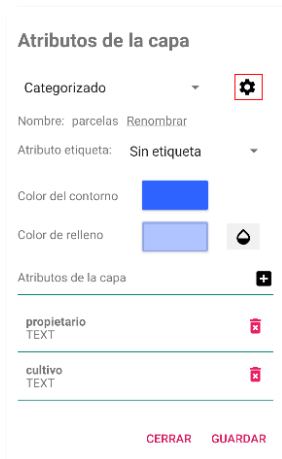 Atributos de la capa
Categorizado
Nombre: parcelas Renombrar
Atributo etiqueta: Sin etiqueta
Color del contorno
Color de relleno
Atributos de la capa
propietario
TEXT
cultivo
TEXT
CERRAR GUARDAR